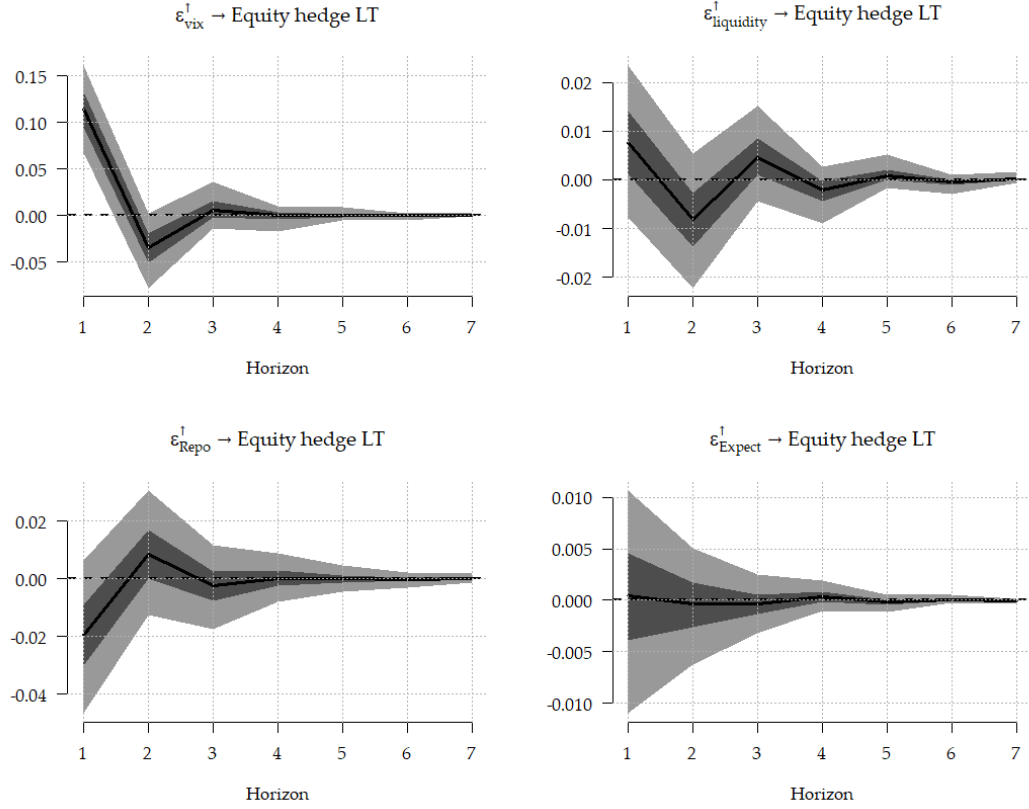 ε↑vix → Equity hedge LT
0.15
0.10
0.05
0.00
-0.05
1 2 3 4 5 6 7
Horizon
ε↑liquidity → Equity hedge LT
0.02
0.01
0.00
-0.01
-0.02
1 2 3 4 5 6 7
Horizon
ε↑Repo → Equity hedge LT
0.02
0.00
-0.02
-0.04
1 2 3 4 5 6 7
Horizon
ε↑Expect → Equity hedge LT
0.010
0.005
0.000
-0.005
-0.010
1 2 3 4 5 6 7
Horizon